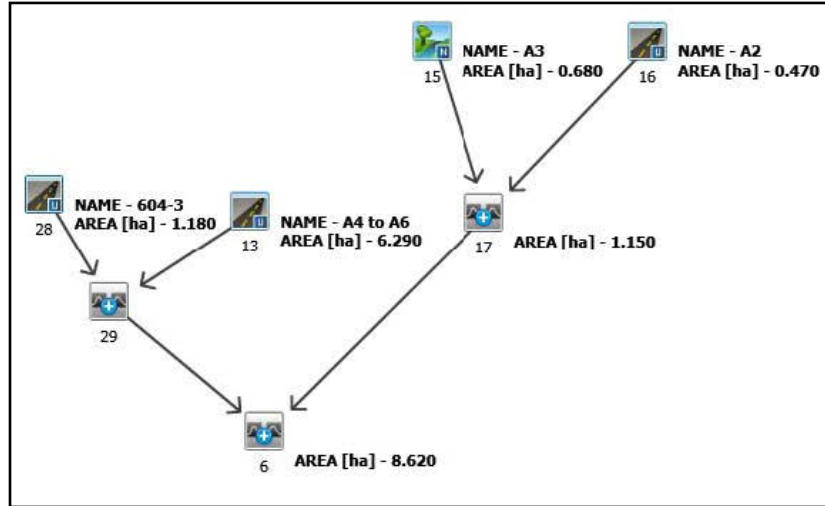 NAME - A3
AREA [ha] - 0.680
N
15
NAME - A2
AREA [ha] - 0.470
U
16
NAME - 604-3
AREA [ha] - 1.180
U
28
NAME - A4 to A6
AREA [ha] - 6.290
U
13
AREA [ha] - 1.150
17
29
AREA [ha] - 8.620
6